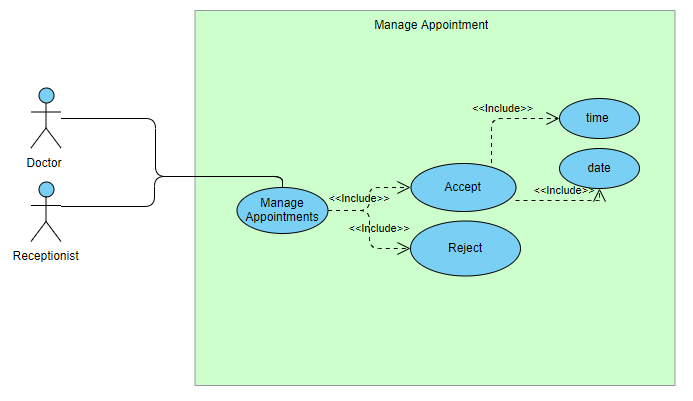 Manage Appointment
<<Include>>
time
Doctor
date
Accept
<<Include>>
<<Include>>
Manage
Appointments
<<Include>>
Reject
Receptionist